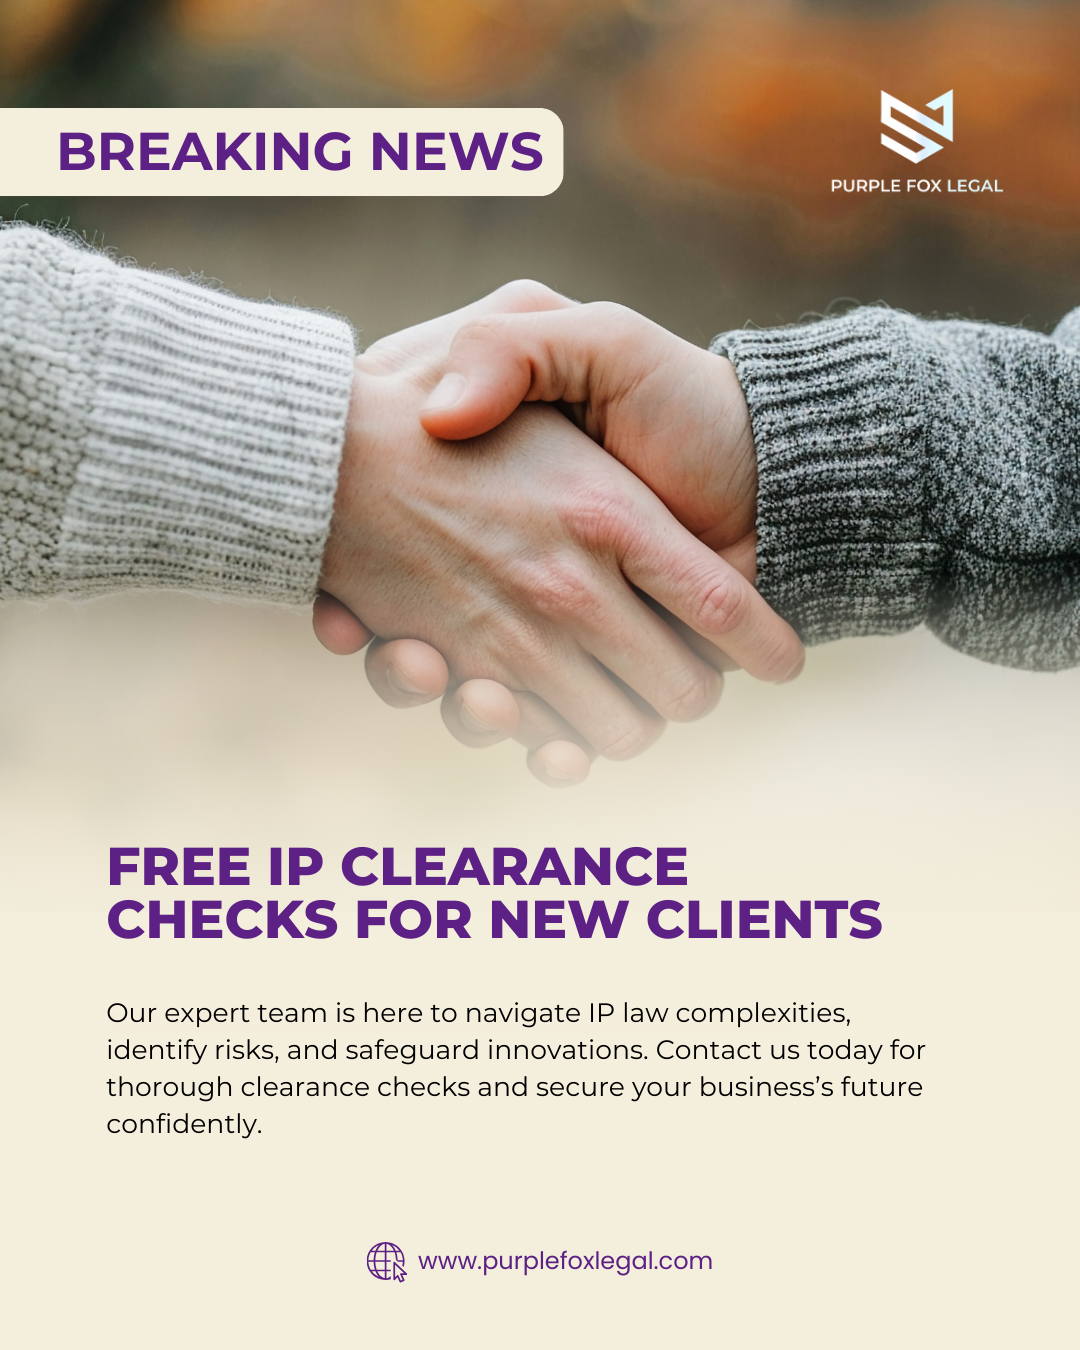 BREAKING NEWS
PURPLE FOX LEGAL
FREE IP CLEARANCE
CHECKS FOR NEW CLIENTS
Our expert team is here to navigate IP law complexities,
identify risks, and safeguard innovations. Contact us today for
thorough clearance checks and secure your business’s future
confidently.
www.purplefoxlegal.com